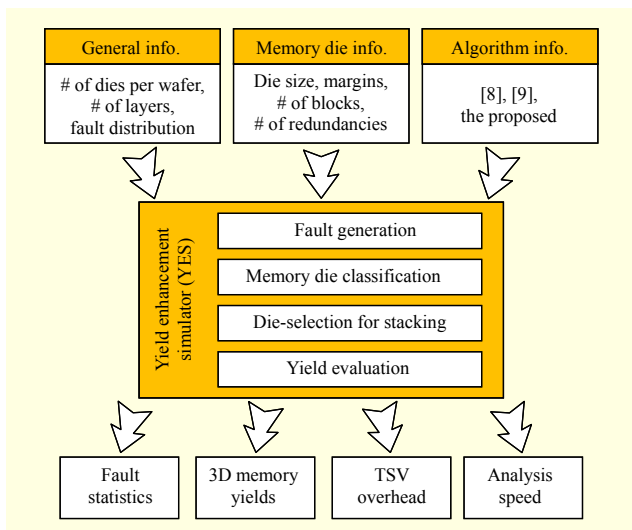 General info.
# of dies per wafer,
# of layers,
fault distribution
Memory die info.
Die size, margins,
# of blocks,
# of redundancies
Algorithm info.
[8], [9],
the proposed
Yield enhancement
simulator (YES)
Fault generation
Memory die classification
Die-selection for stacking
Yield evaluation
Fault
statistics
3D memory
yields
TSV
overhead
Analysis
speed